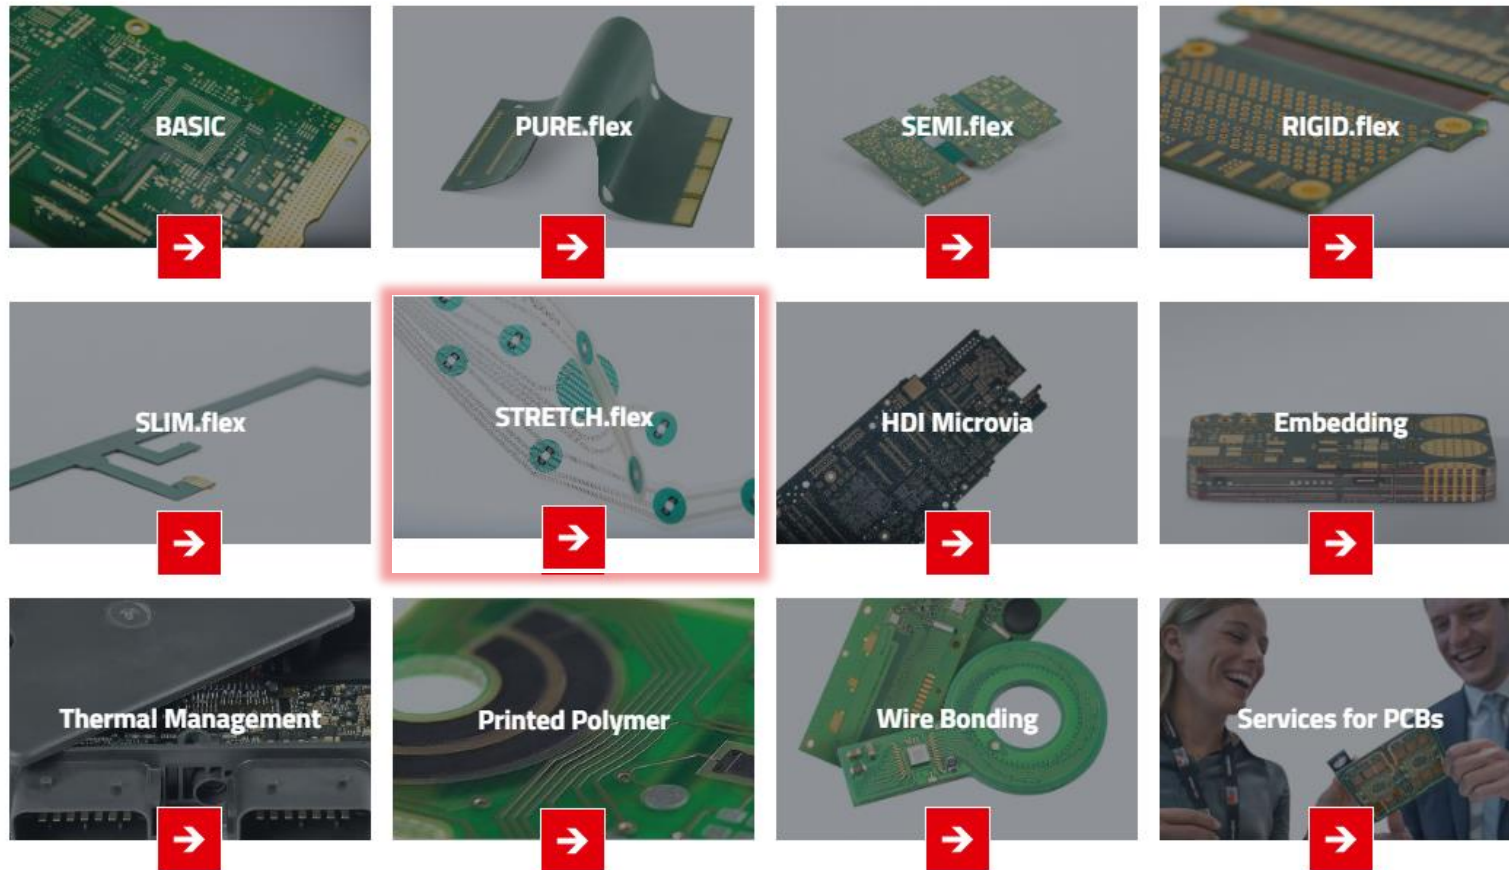 BASIC
PURE.flex
SEMI.flex
RIGID.flex
SLIM.flex
STRETCH.flex
HDI Microvia
Embedding
Thermal Management
Printed Polymer
Wire Bonding
Services for PCBs